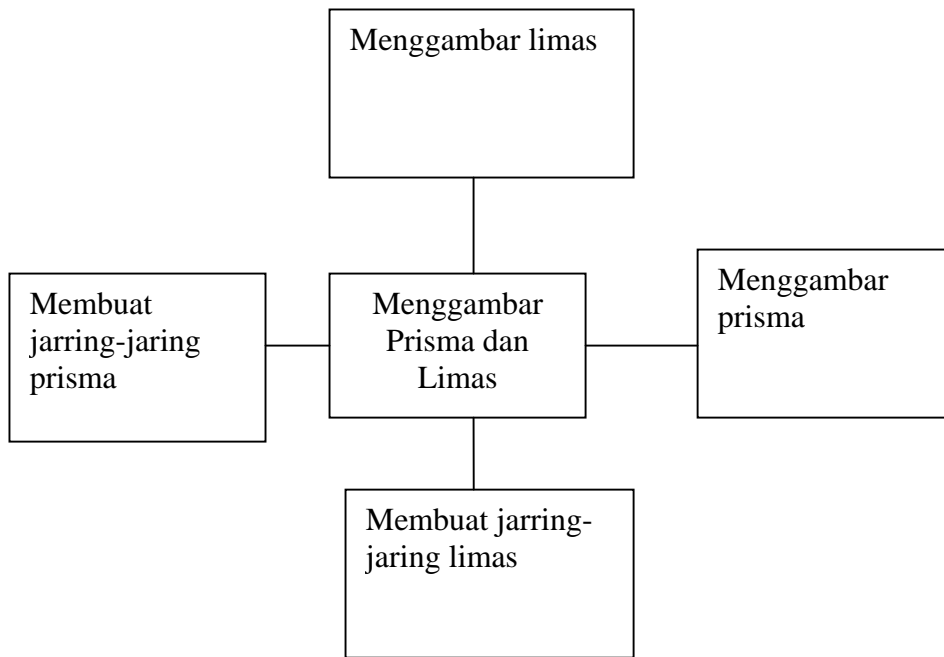 Menggambar limas
Membuat
jarring-jaring
prisma
Menggambar
Prisma dan
Limas
Menggambar
prisma
Membuat jarring-
jaring limas